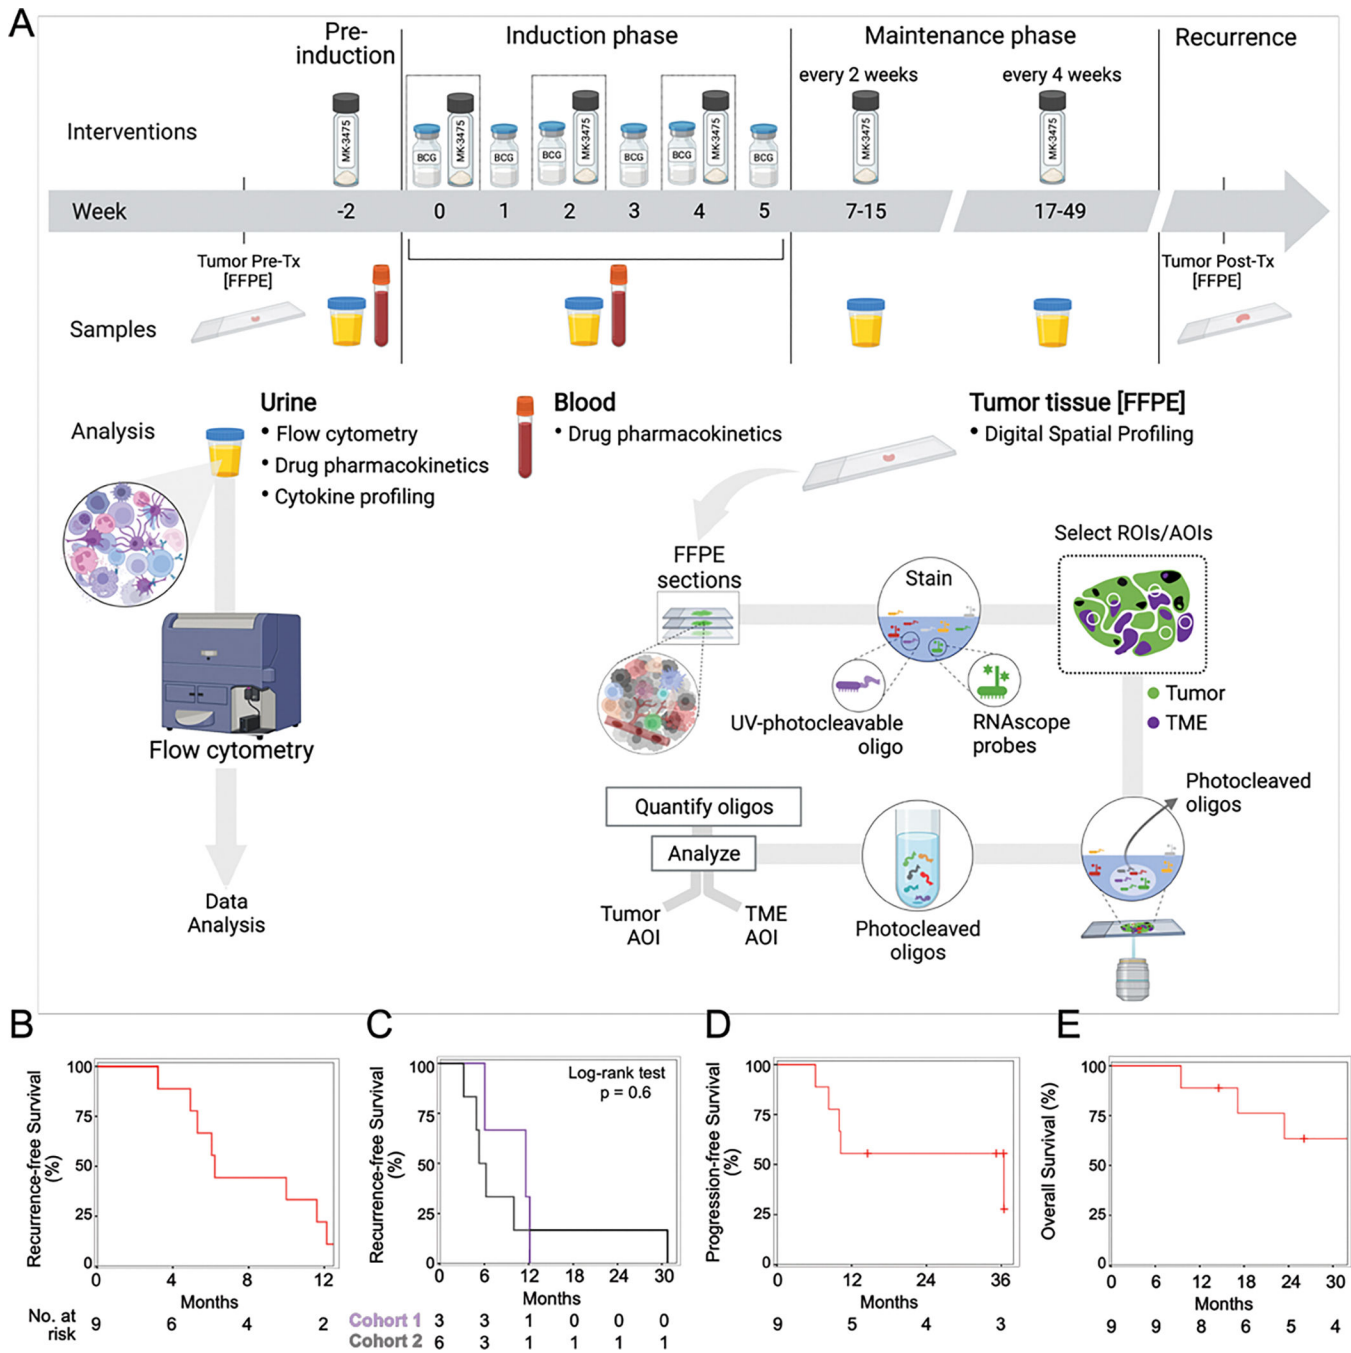 A
Pre-
induction
Induction phase
Maintenance phase
Recurrence
every 2 weeks
every 4 weeks
Interventions
MK-3475
BCG
MK-3475
BCG
BCG
MK-3475
BCG
BCG
MK-3475
BCG
MK-3475
MK-3475
Week
-2
0
1
2
3
4
5
7-15
17-49
Tumor Pre-Tx
[FFPE]
Tumor Post-Tx
[FFPE]
Samples
Analysis
Urine
• Flow cytometry
• Drug pharmacokinetics
• Cytokine profiling
Blood
• Drug pharmacokinetics
Tumor tissue [FFPE]
• Digital Spatial Profiling
Flow cytometry
Data
Analysis
FFPE
sections
Stain
Select ROIs/AOIs
UV-photocleavable
oligo
RNAscope
probes
Tumor
TME
Photocleaved
oligos
Quantify oligos
Analyze
Tumor
AOI
TME
AOI
Photocleaved
oligos
B
Recurrence-free Survival
(%)
100
75
50
25
0
0 4 8 12
Months
No. at
risk
9 6 4 2
C
Recurrence-free Survival
(%)
100
75
50
25
0
Log-rank test
p = 0.6
0 6 12 18 24 30
Months
Cohort 1 3 3 1 0 0 0
Cohort 2 6 3 1 1 1 1
D
Progression-free Survival
(%)
100
75
50
25
0
0 12 24 36
Months
9 5 4 3
E
Overall Survival (%)
100
75
50
25
0
0 6 12 18 24 30
Months
9 9 8 6 5 4